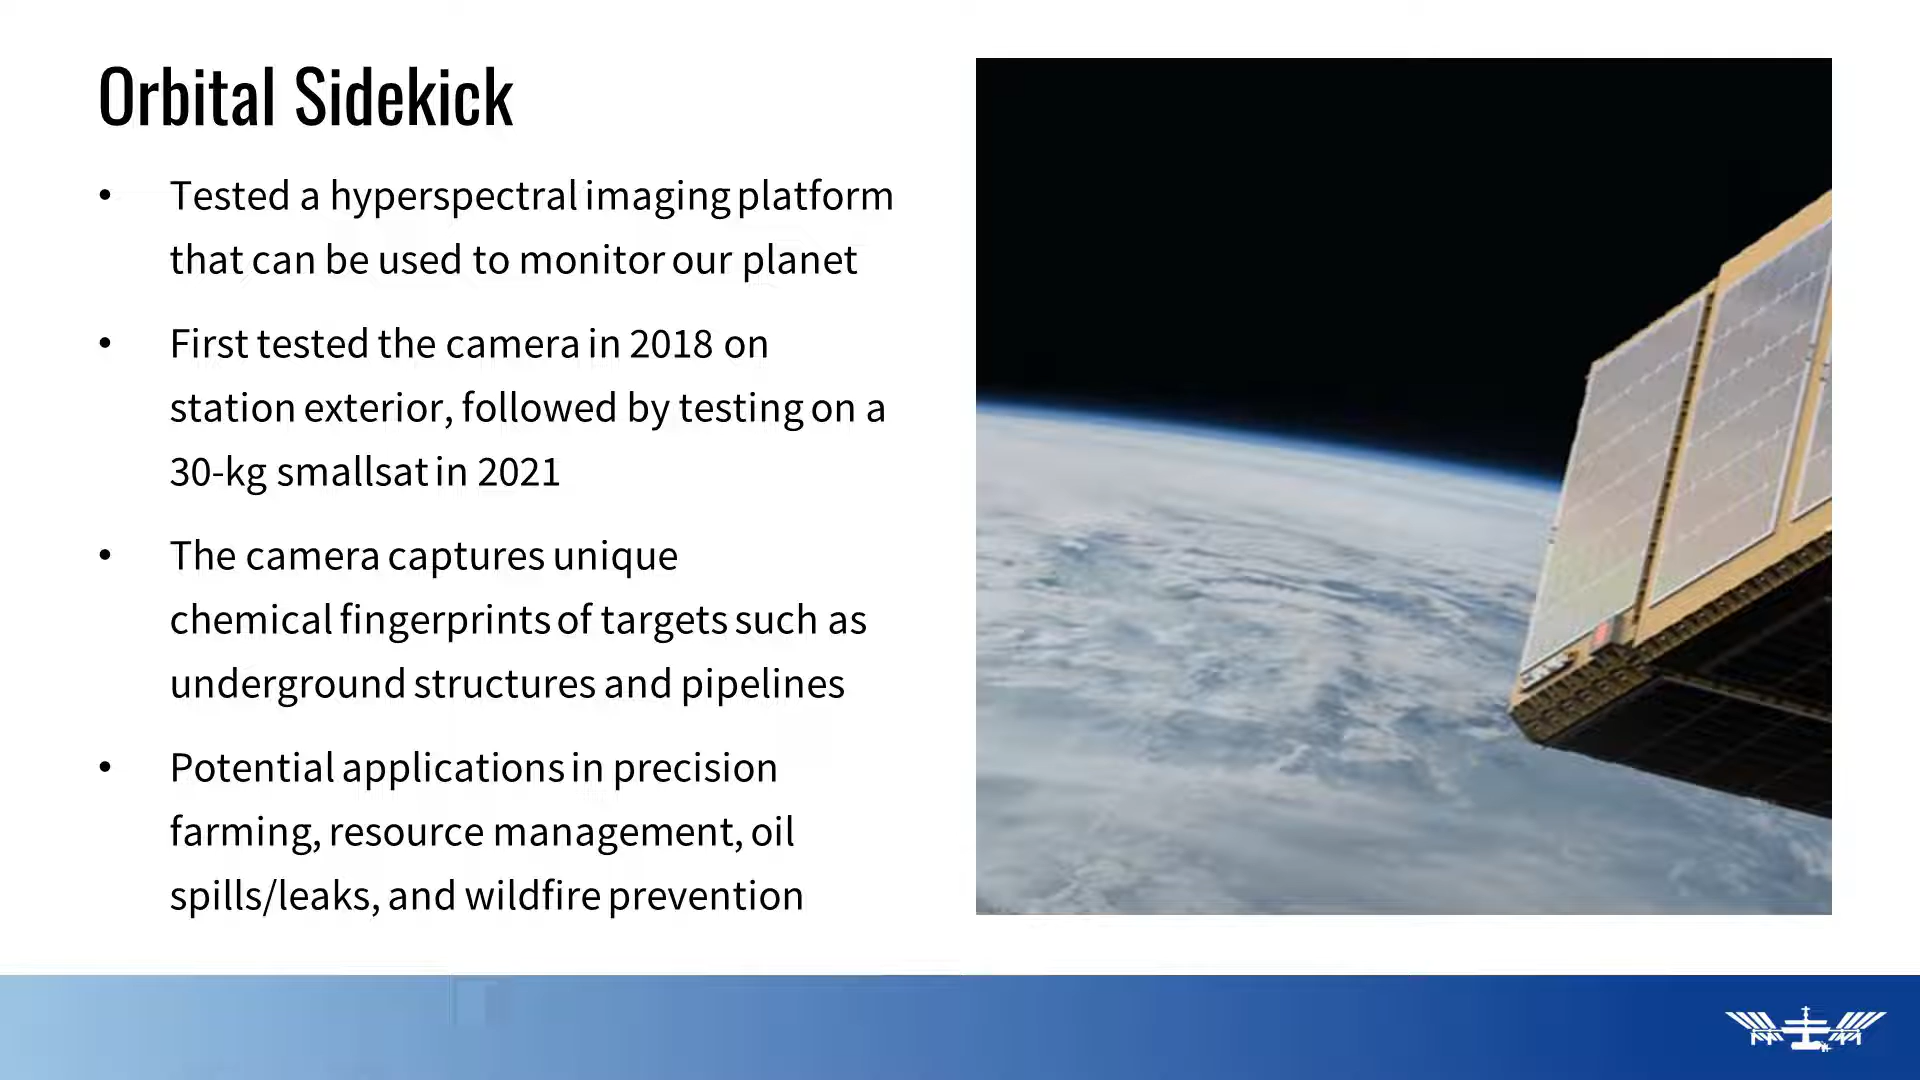 Orbital Sidekick
• Tested a hyperspectral imaging platform
that can be used to monitor our planet
• First tested the camera in 2018 on
station exterior, followed by testing on a
30-kg smallsat in 2021
• The camera captures unique
chemical fingerprints of targets such as
underground structures and pipelines
• Potential applications in precision
farming, resource management, oil
spills/leaks, and wildfire prevention